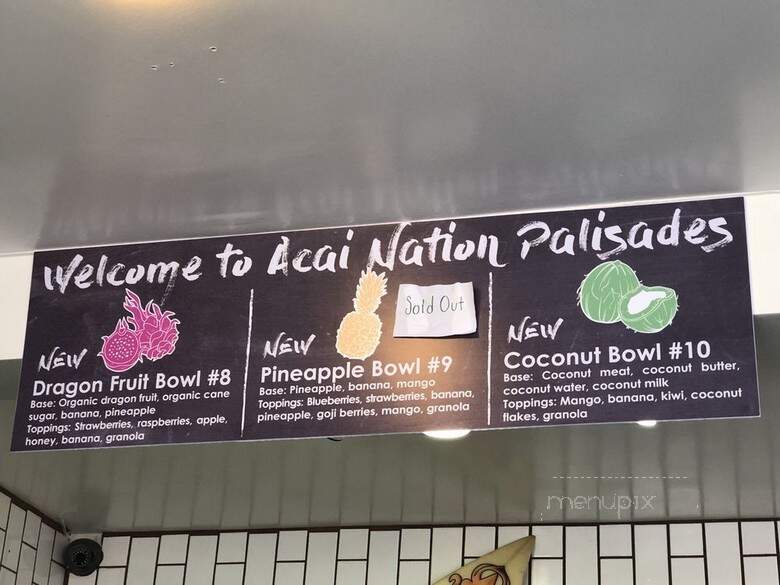 Welcome to Acai Nation Palisades
NEW
Dragon Fruit Bowl #8
Base: Organic dragon fruit, organic cane
sugar, banana, pineapple
Toppings: Strawberries, raspberries, apple,
honey, banana, granola
Sold Out
NEW
Pineapple Bowl #9
Base: Pineapple, banana, mango
Toppings: Blueberries, strawberries, banana,
pineapple, goji berries, mango, granola
NEW
Coconut Bowl #10
Base: Coconut meat, coconut butter,
coconut water, coconut milk
Toppings: Mango, banana, kiwi, coconut
flakes, granola
menupix